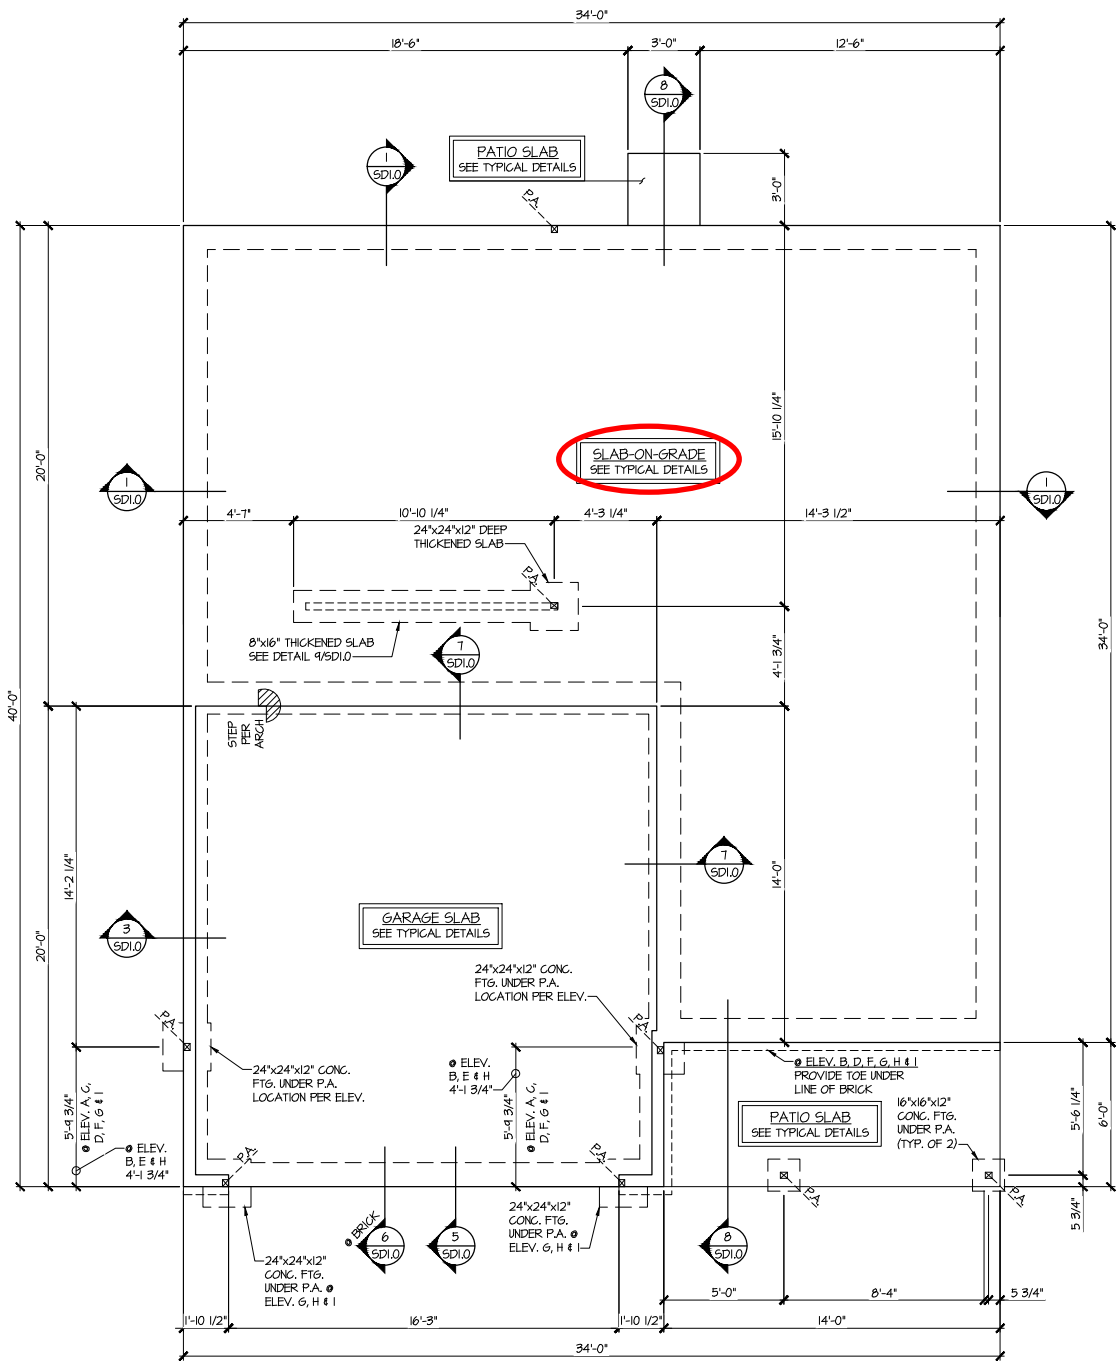 34'-0"
18'-6"
3'-0"
12'-6"
8
SD1.0
1
SD1.0
PATIO SLAB
SEE TYPICAL DETAILS
3'-0"
P.A.
20'-0"
15'-10 1/4"
SLAB-ON-GRADE
SEE TYPICAL DETAILS
1
SD1.0
1
SD1.0
4'-7"
10'-10 1/4"
4'-3 1/4"
14'-3 1/2"
24"x24"x12" DEEP
THICKENED SLAB
P.A.
8"x16" THICKENED SLAB
SEE DETAIL 9/SD1.0
7
SD1.0
4'-1 3/4"
34'-0"
40'-0"
STEP
PER
ARCH
14'-2 1/4"
7
SD1.0
14'-0"
3
SD1.0
GARAGE SLAB
SEE TYPICAL DETAILS
20'-0"
24"x24"x12" CONC.
FTG. UNDER P.A.
LOCATION PER ELEV.
P.A.
P.A.
24"x24"x12" CONC.
FTG. UNDER P.A.
LOCATION PER ELEV.
@ ELEV.
B, E & H
4'-1 3/4"
5'-9 3/4"
@ ELEV. A, C,
D, F, G & I
@ ELEV. B, D, F, G, H & I
PROVIDE TOE UNDER
LINE OF BRICK
5'-9 3/4"
@ ELEV. A, C,
D, F, G & I
@ ELEV.
B, E & H
4'-1 3/4"
PATIO SLAB
SEE TYPICAL DETAILS
16"x16"x12"
CONC. FTG.
UNDER P.A.
(TYP. OF 2)
5'-6 1/4"
6'-0"
P.A.
P.A.
P.A.
P.A.
5 3/4"
24"x24"x12"
CONC. FTG.
UNDER P.A. @
ELEV. G, H & I
@ BRICK
6
SD1.0
5
SD1.0
24"x24"x12"
CONC. FTG.
UNDER P.A. @
ELEV. G, H & I
8
SD1.0
5'-0"
8'-4"
5 3/4"
1'-10 1/2"
16'-3"
1'-10 1/2"
14'-0"
34'-0"